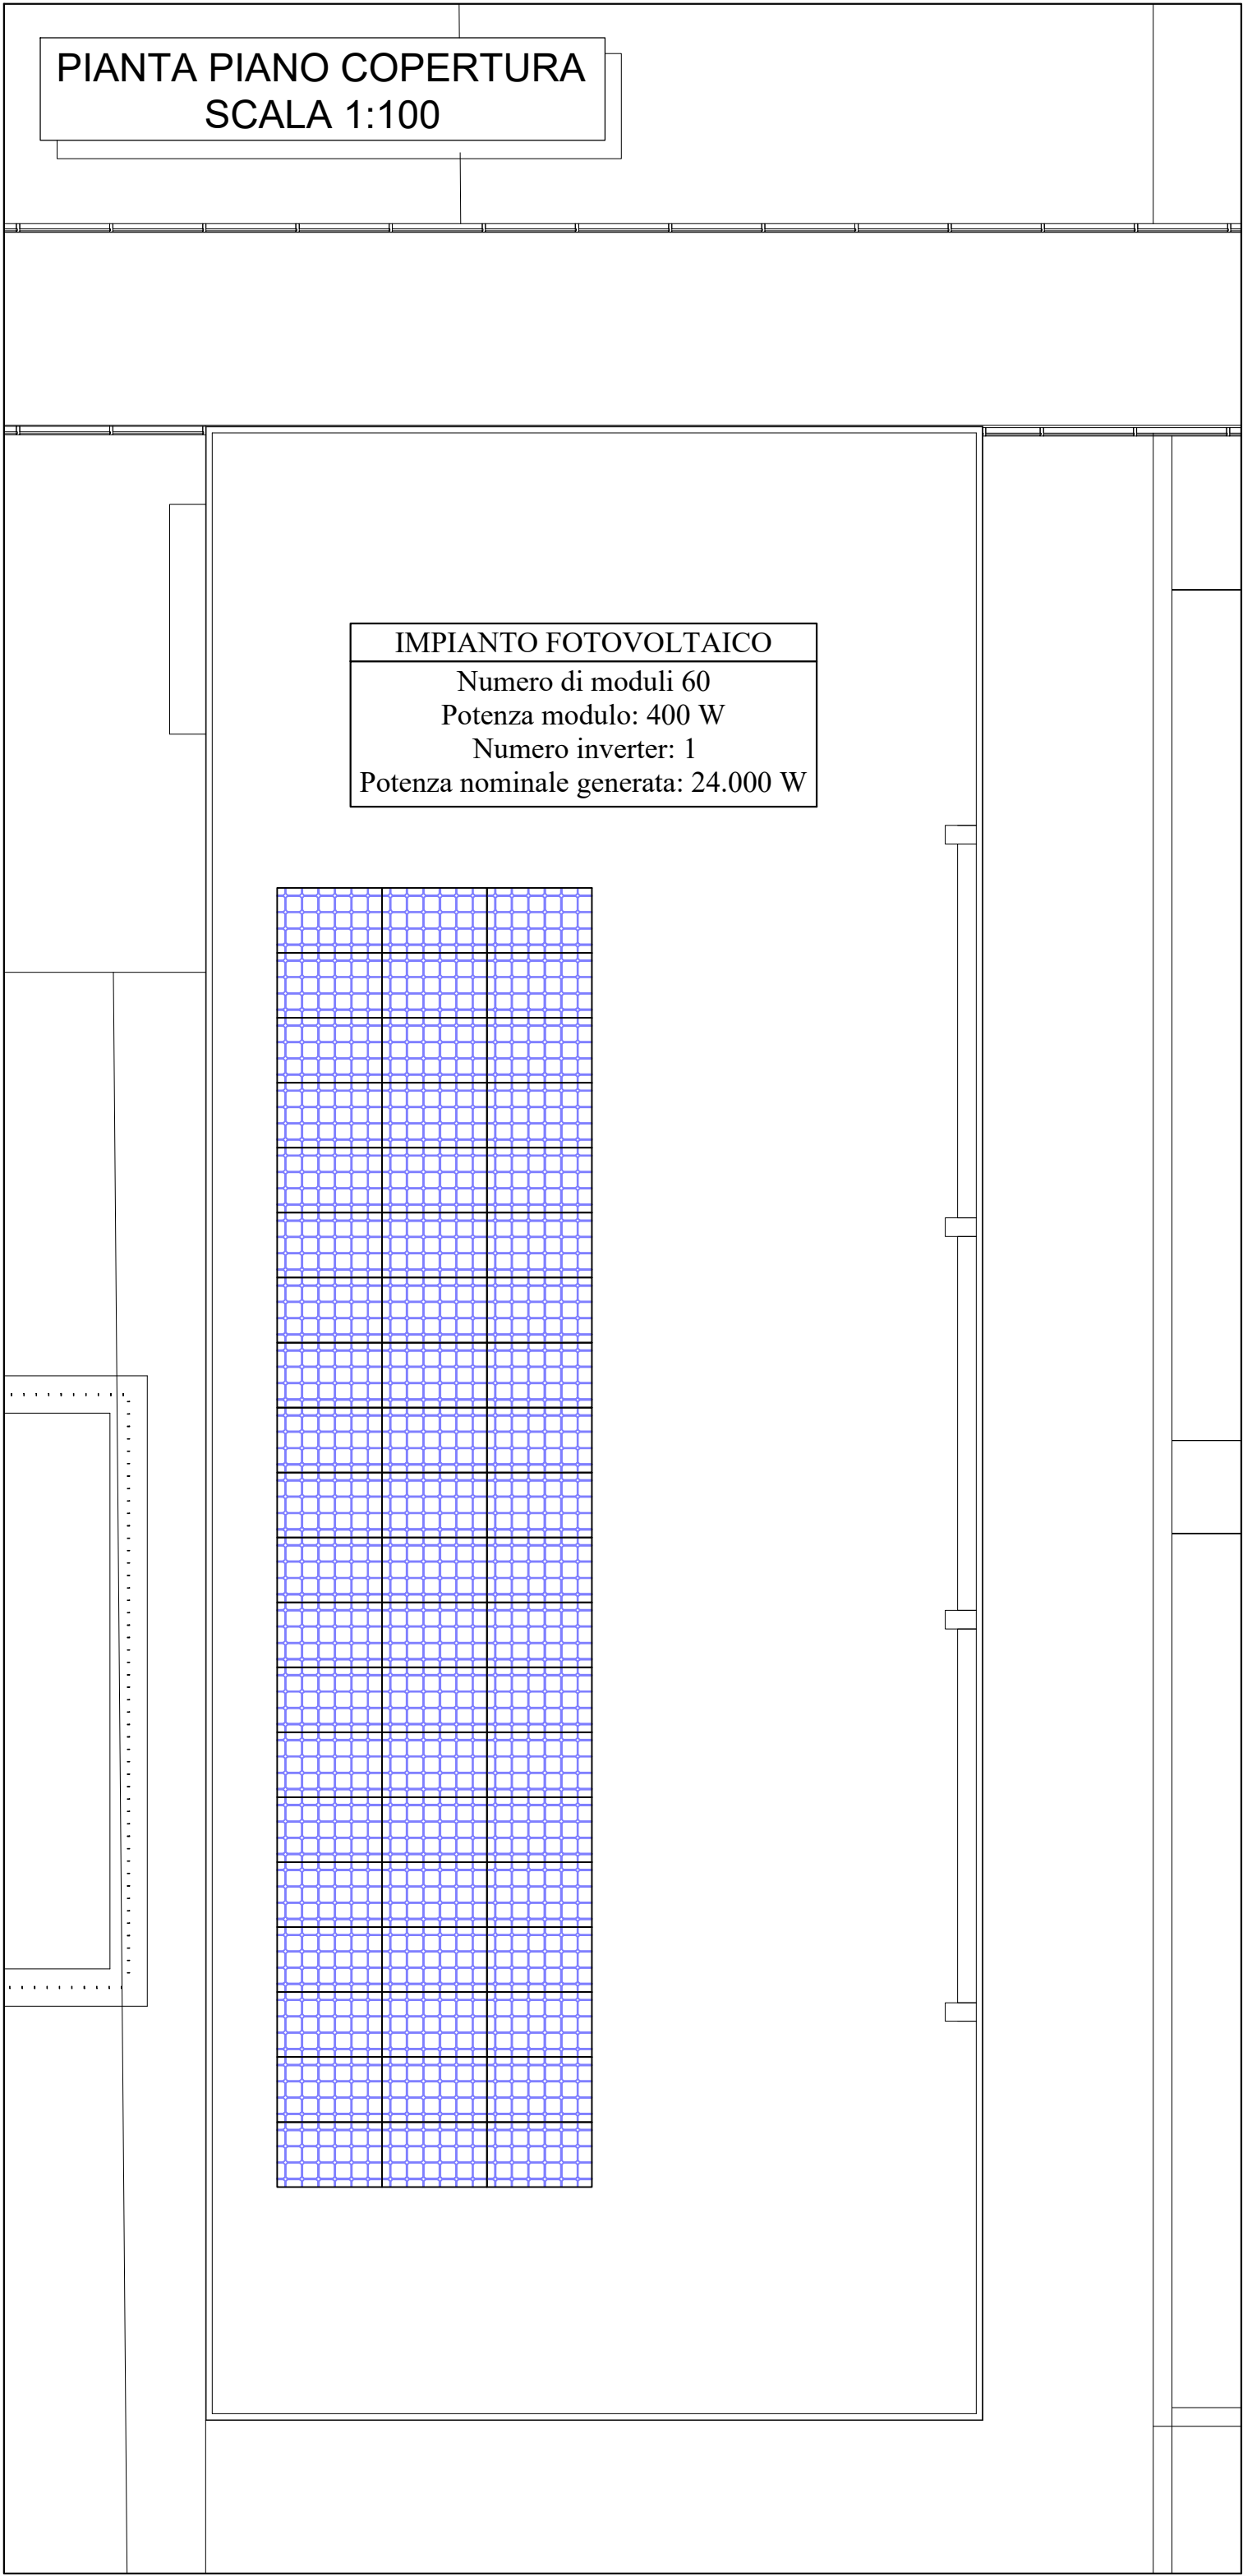 PIANTA PIANO COPERTURA
SCALA 1:100
IMPIANTO FOTOVOLTAICO
Numero di moduli 60
Potenza modulo: 400 W
Numero inverter: 1
Potenza nominale generata: 24.000 W